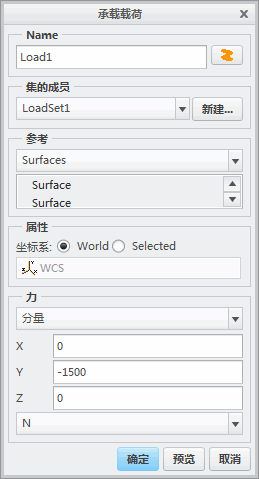 承载载荷
Name
Load1
集的成员
LoadSet1 新建...
参考
Surfaces
Surface
Surface
属性
坐标系: World Selected
WCS
力
分量
X 0
Y -1500
Z 0
N
确定 预览 取消